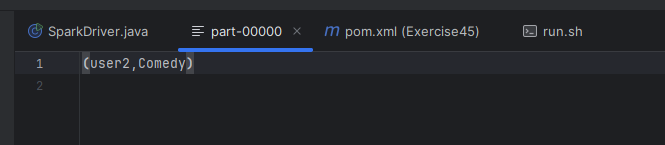 SparkDriver.java part-00000 pom.xml (Exercise45) run.sh
1 (user2,Comedy)
2